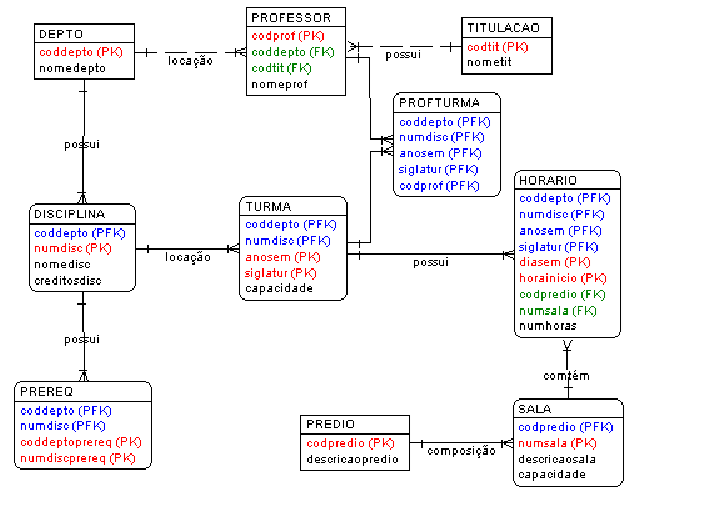 DEPTO
coddepto (PK)
nomedepto
locação
PROFESSOR
codprof (PK)
coddepto (FK)
codtit (FK)
nomeprof
possui
TITULACAO
codtit (PK)
nometit
PROFTURMA
coddepto (PFK)
numdisc (PFK)
anosem (PFK)
siglatur (PFK)
codprof (PFK)
possui
DISCIPLINA
coddepto (PFK)
numdisc (PK)
nomedisc
creditosdisc
locação
TURMA
coddepto (PFK)
numdisc (PFK)
anosem (PK)
siglatur (PK)
capacidade
possui
HORARIO
coddepto (PFK)
numdisc (PFK)
anosem (PFK)
siglatur (PFK)
diasem (PK)
horainicio (PK)
codpredio (FK)
numsala (FK)
numhoras
possui
PREREQ
coddepto (PFK)
numdisc (PFK)
coddeptoprereq (PK)
numdiscprereq (PK)
comtém
PREDIO
codpredio (PK)
descricaopredio
composição
SALA
codpredio (PFK)
numsala (PK)
descricaosala
capacidade